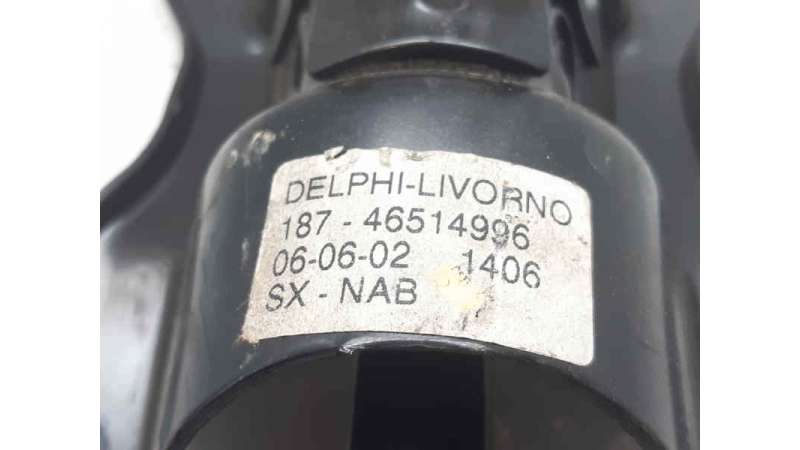 DELPHI-LIVORNO
187 - 46514996
06-06-02 1406
SX - NAB